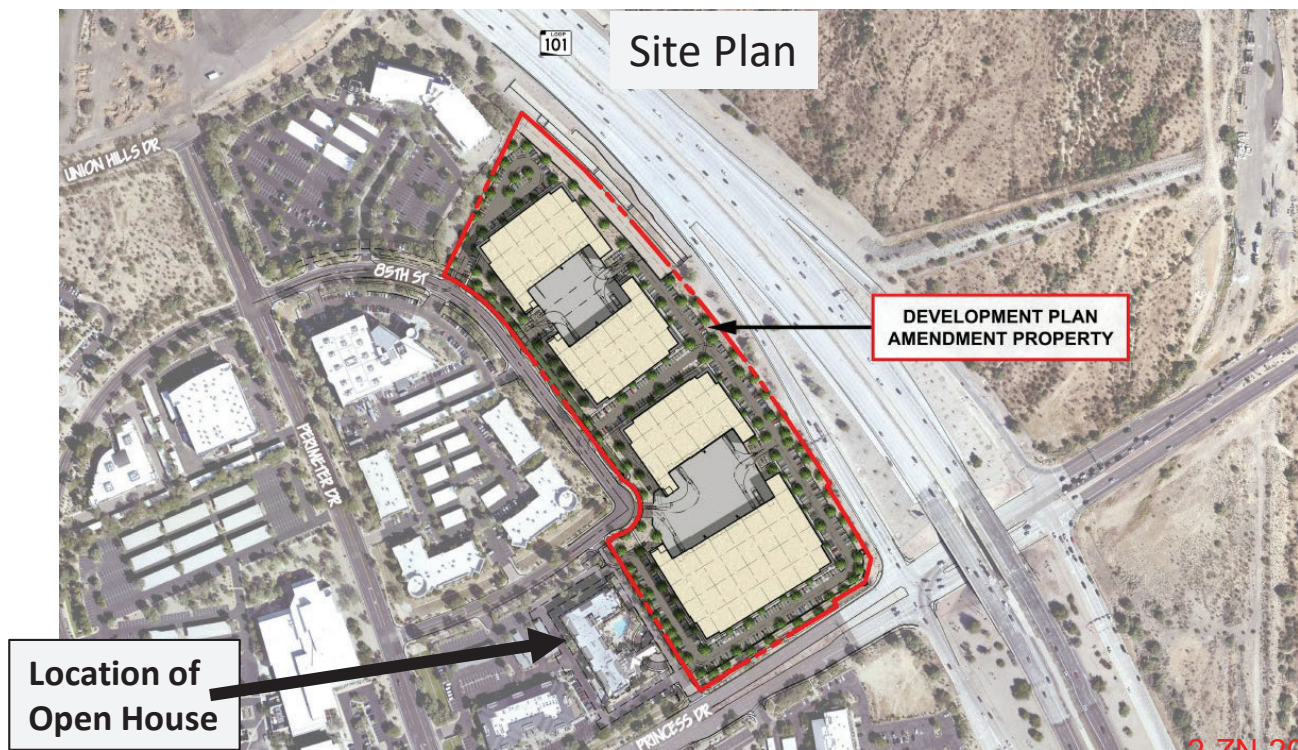 LOOP
101
Site Plan
UNION HILLS DR
85TH ST
DEVELOPMENT PLAN
AMENDMENT PROPERTY
PERIMETER DR
Location of
Open House
PRINCESS DR